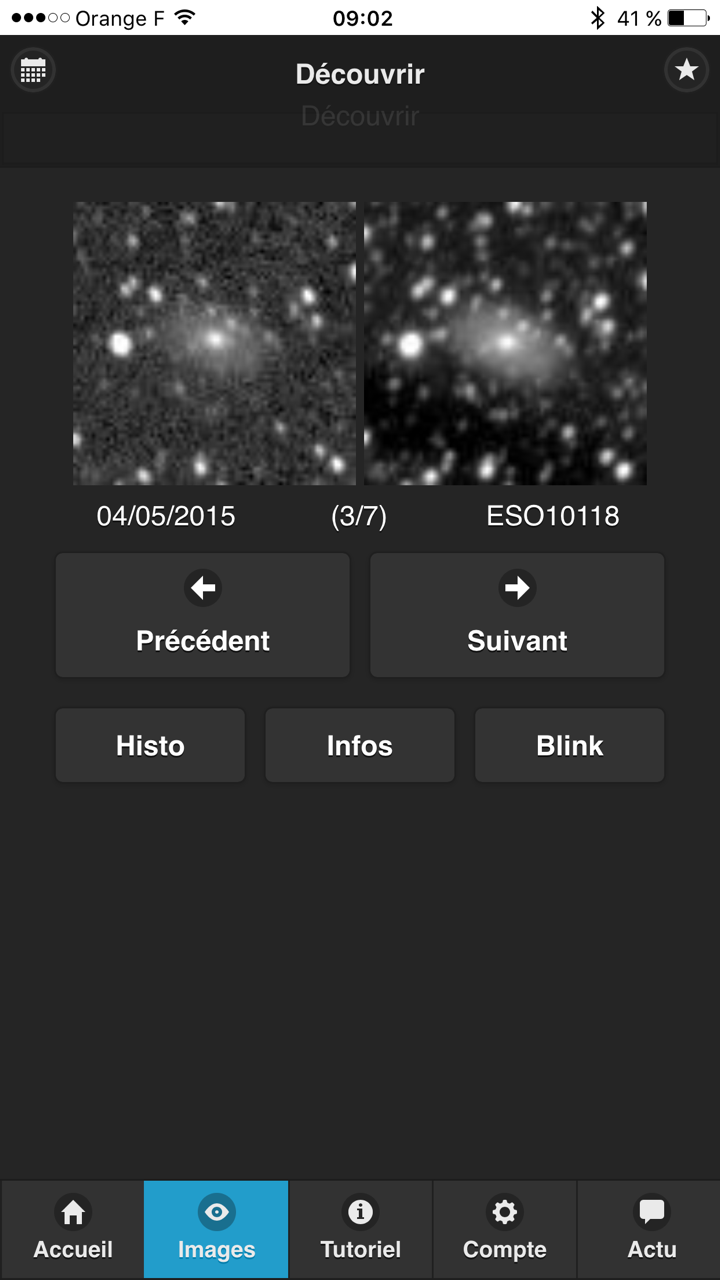 Orange F 09:02 41 %
Découvrir
Découvrir
04/05/2015 (3/7) ESO10118
Précédent Suivant
Histo Infos Blink
Accueil Images Tutoriel Compte Actu